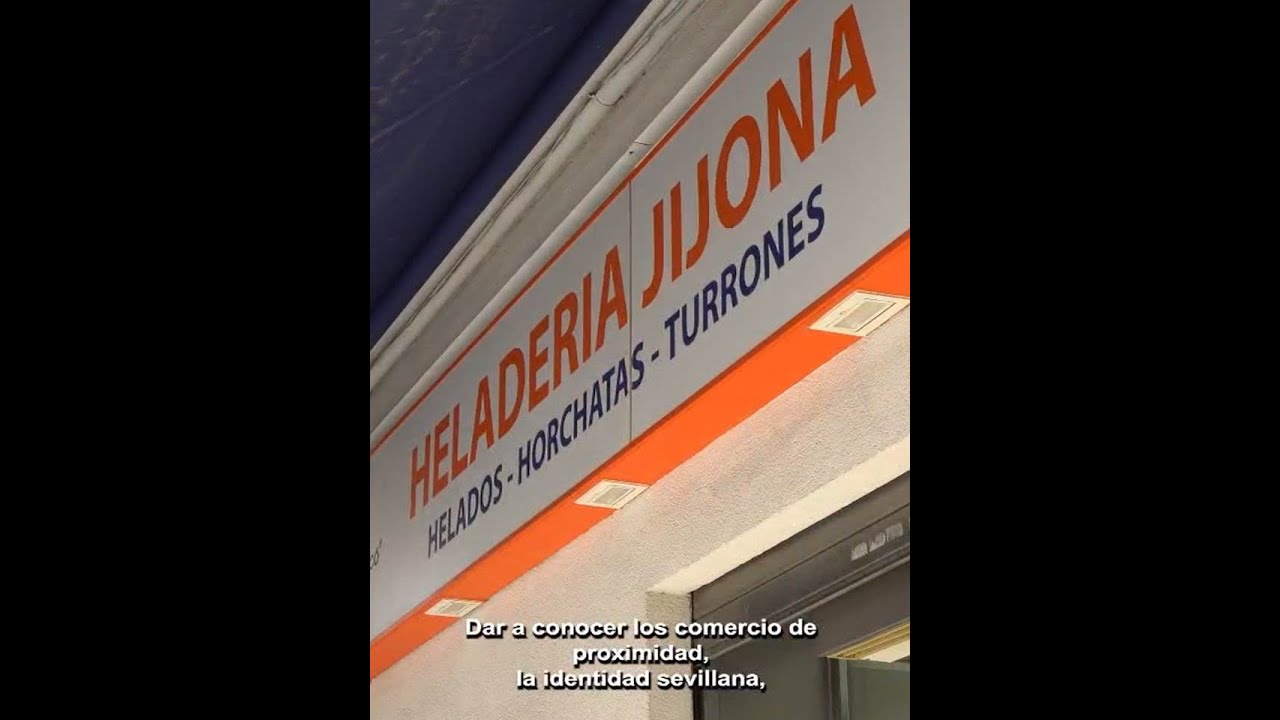 HELADERIA JIJONA
HELADOS - HORCHATAS - TURRONES
Dar a conocer los comercio de
proximidad,
la identidad sevillana,